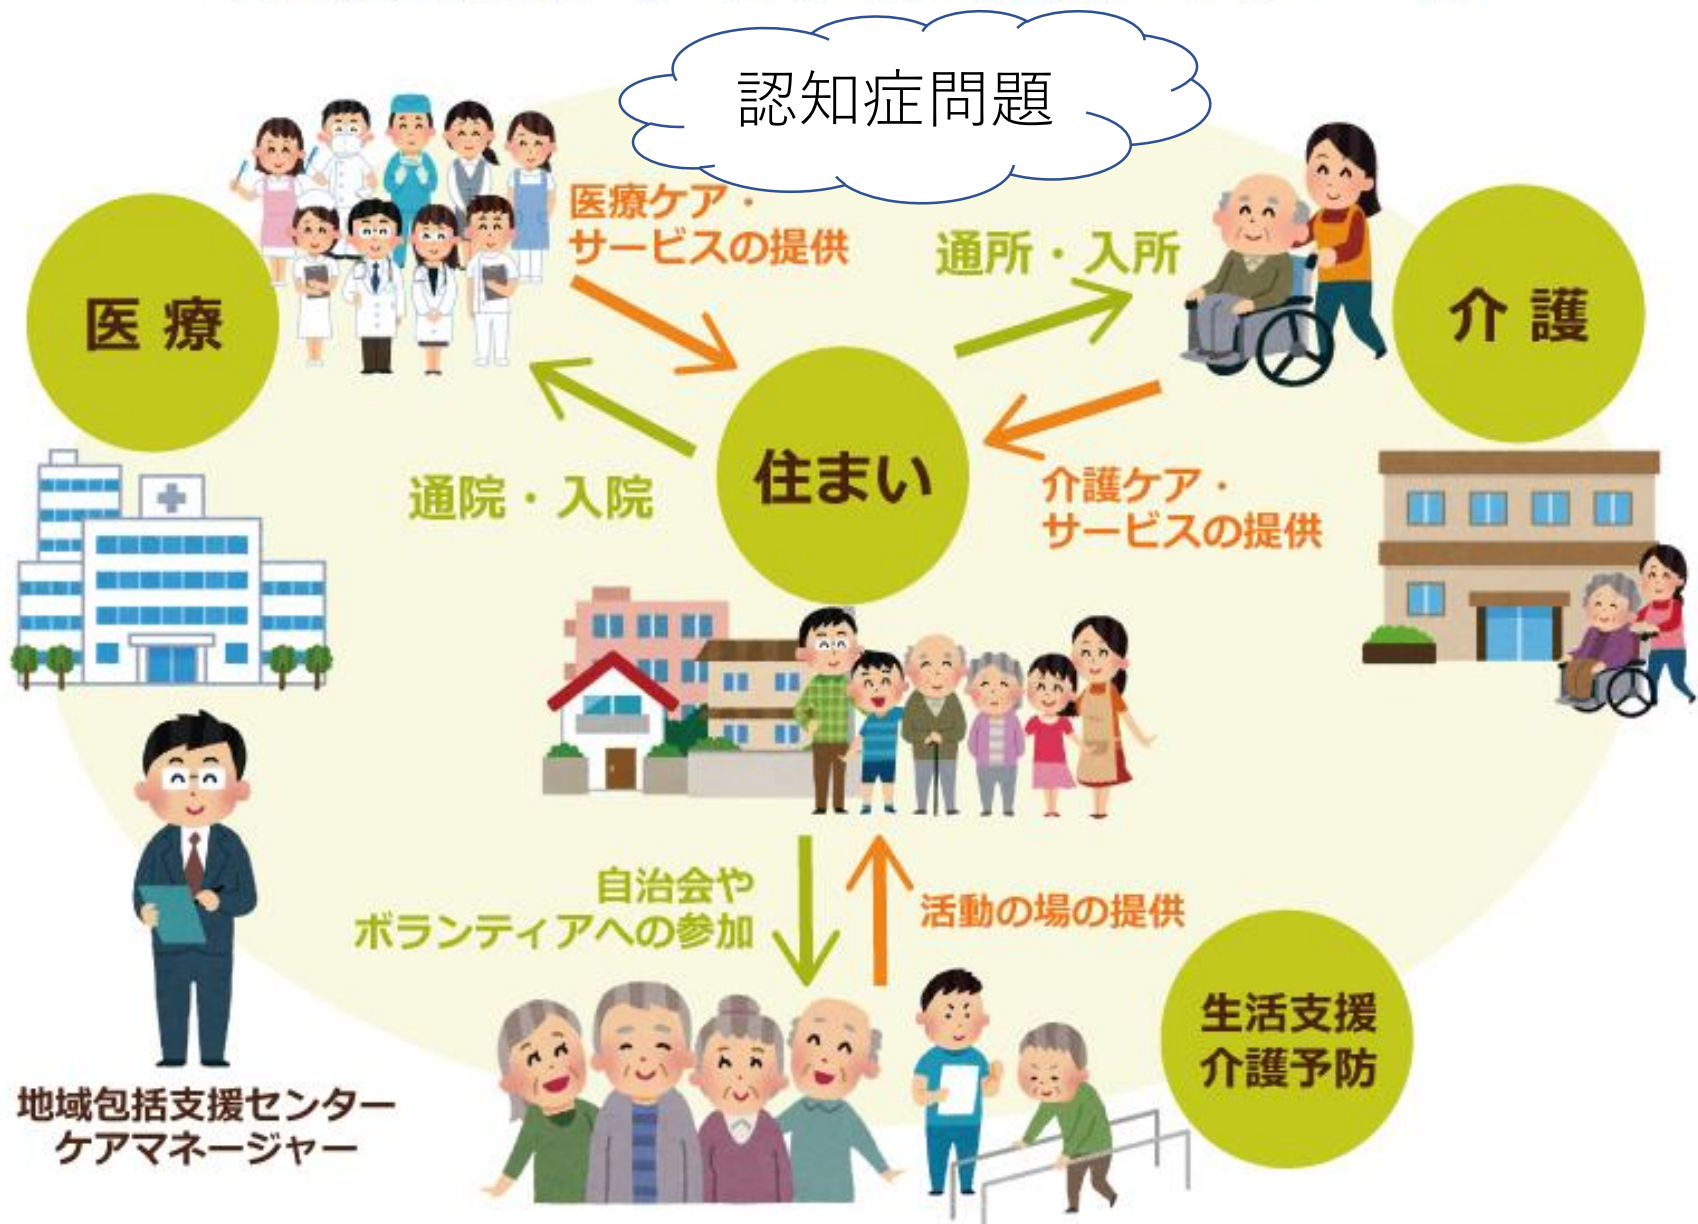 認知症問題
医療ケア・
サービスの提供
通所・入所
医療
介護
住まい
通院・入院
介護ケア・
サービスの提供
自治会や
ボランティアへの参加
活動の場の提供
生活支援
介護予防
地域包括支援センター
ケアマネージャー